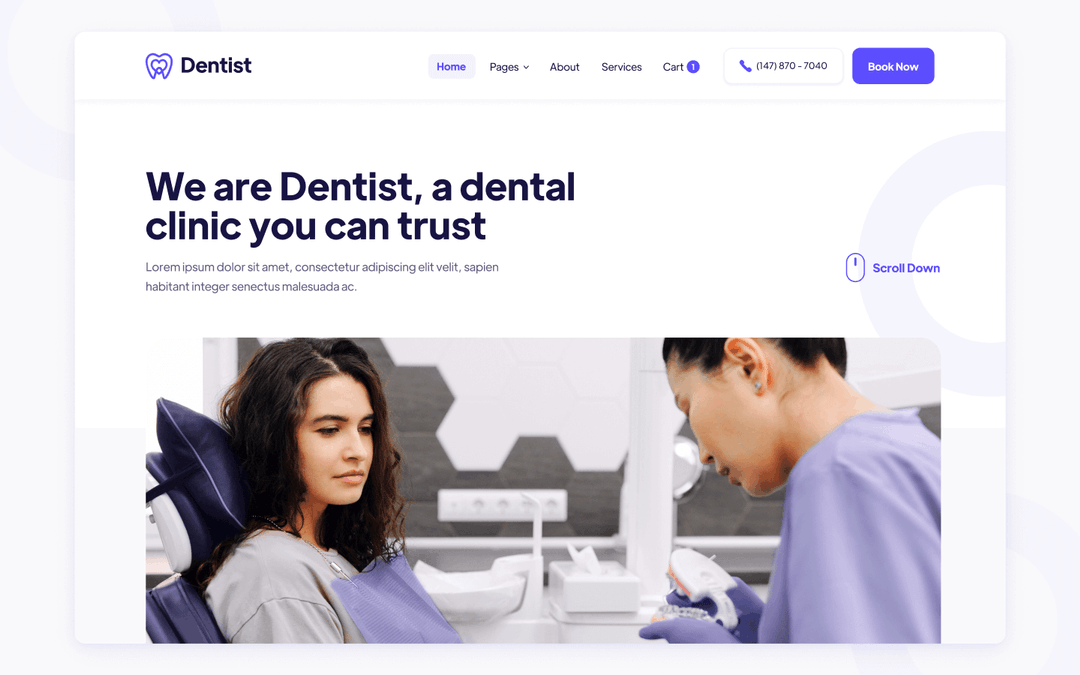 Dentist
Home Pages About Services Cart 1 (147) 870 - 7040 Book Now
We are Dentist, a dental
clinic you can trust
Lorem ipsum dolor sit amet, consectetur adipiscing elit velit, sapien
habitant integer senectus malesuada ac.
Scroll Down